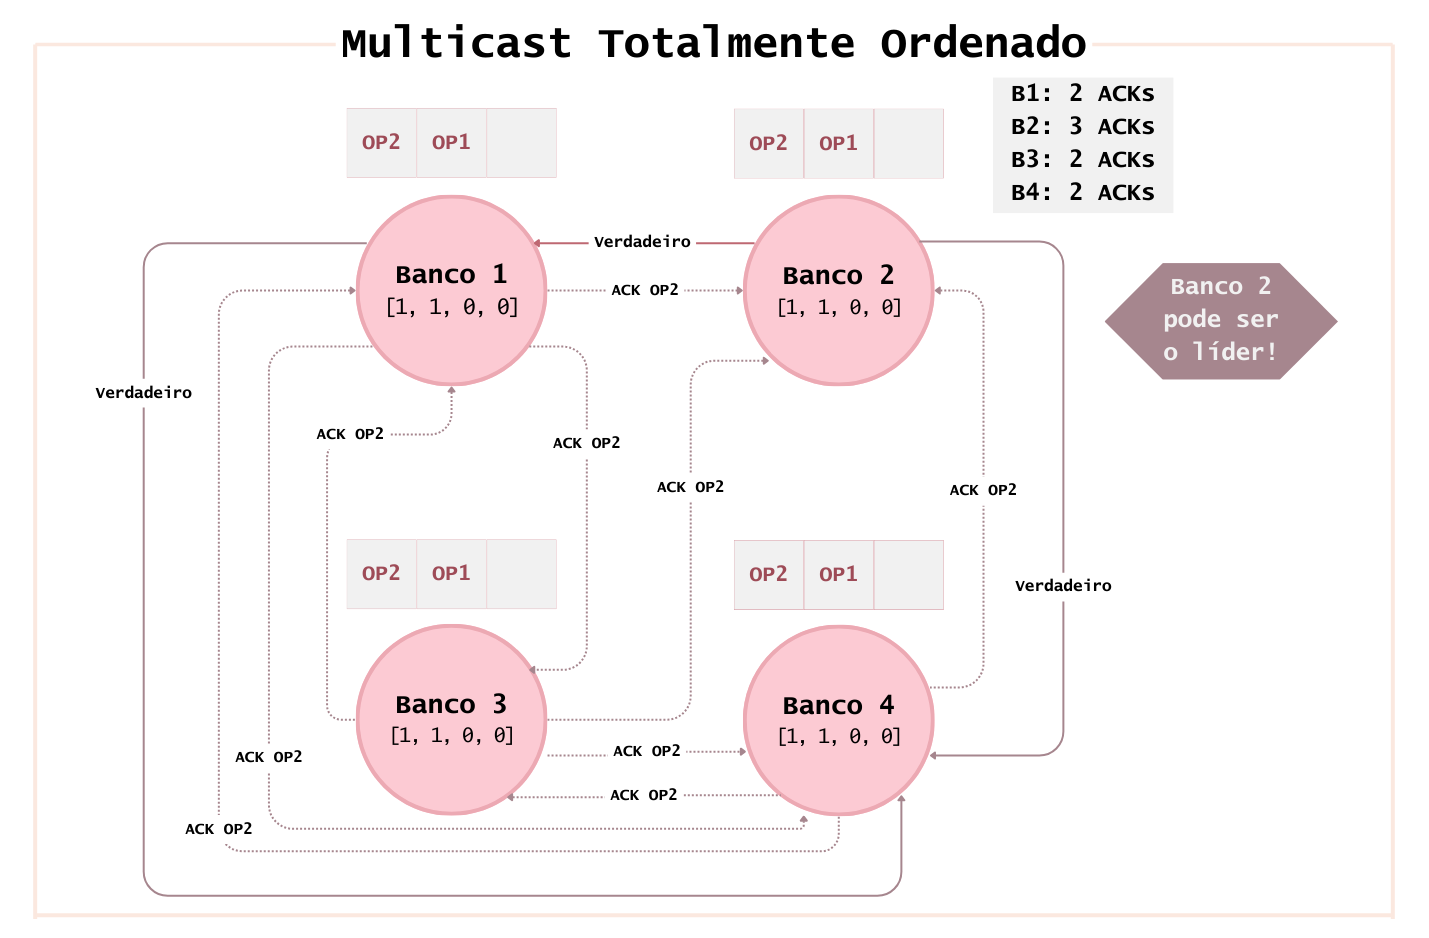 Multicast Totalmente Ordenado
B1: 2 ACKs
B2: 3 ACKs
B3: 2 ACKs
B4: 2 ACKs
OP2 OP1
OP2 OP1
Verdadeiro
Banco 1
[1, 1, 0, 0]
ACK OP2
Banco 2
[1, 1, 0, 0]
Banco 2
pode ser
o líder!
Verdadeiro
ACK OP2
ACK OP2
ACK OP2
ACK OP2
OP2 OP1
OP2 OP1
Verdadeiro
Banco 3
[1, 1, 0, 0]
Banco 4
[1, 1, 0, 0]
ACK OP2
ACK OP2
ACK OP2
ACK OP2